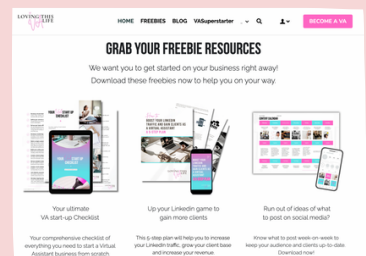 LOVING THIS
VA LIFE
HOME FREEBIES BLOG VASuperstarter
BECOME A VA
GRAB YOUR FREEBIE RESOURCES
We want you to get started on your business right away!
Download these freebies now to help you on your way.
Your ultimate
VA start-up Checklist
Your comprehensive checklist of
everything you need to start a Virtual
Assistant business from scratch
Up your Linkedin game to
gain more clients
This 5 step plan will help you to increase
your Linkedin traffic, grow your client base
and increase your revenue
Run out of ideas of what
to post on social media?
Know what to post week-on-week to
keep your audience and clients up-to-date
Download now!